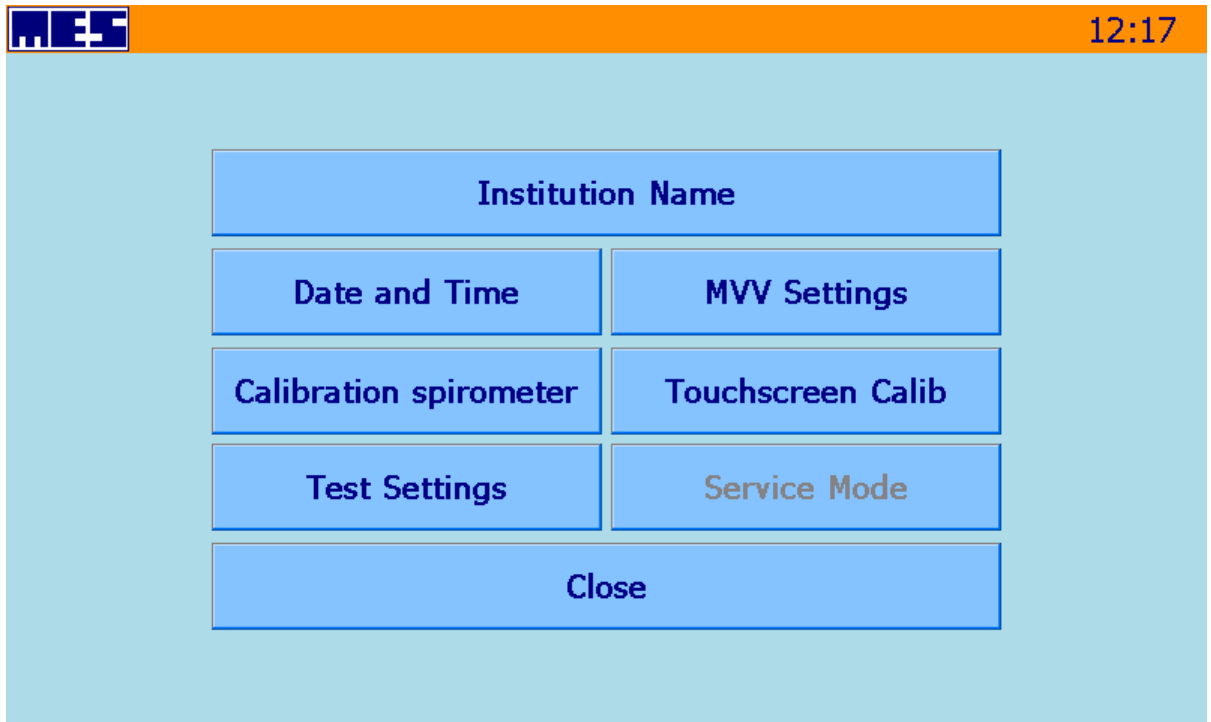 MES
12:17
Institution Name
Date and Time
MVV Settings
Calibration spirometer
Touchscreen Calib
Test Settings
Service Mode
Close